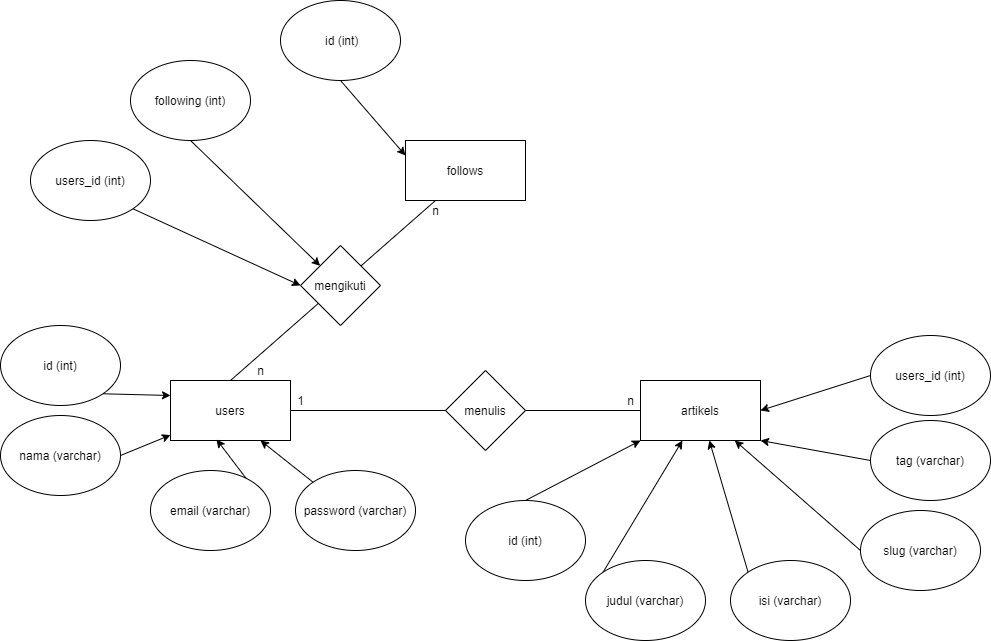 id (int)
following (int)
users_id (int)
follows
n
mengikuti
id (int)
n
users
1
menulis
n
artikels
users_id (int)
nama (varchar)
tag (varchar)
email (varchar)
password (varchar)
id (int)
slug (varchar)
judul (varchar)
isi (varchar)